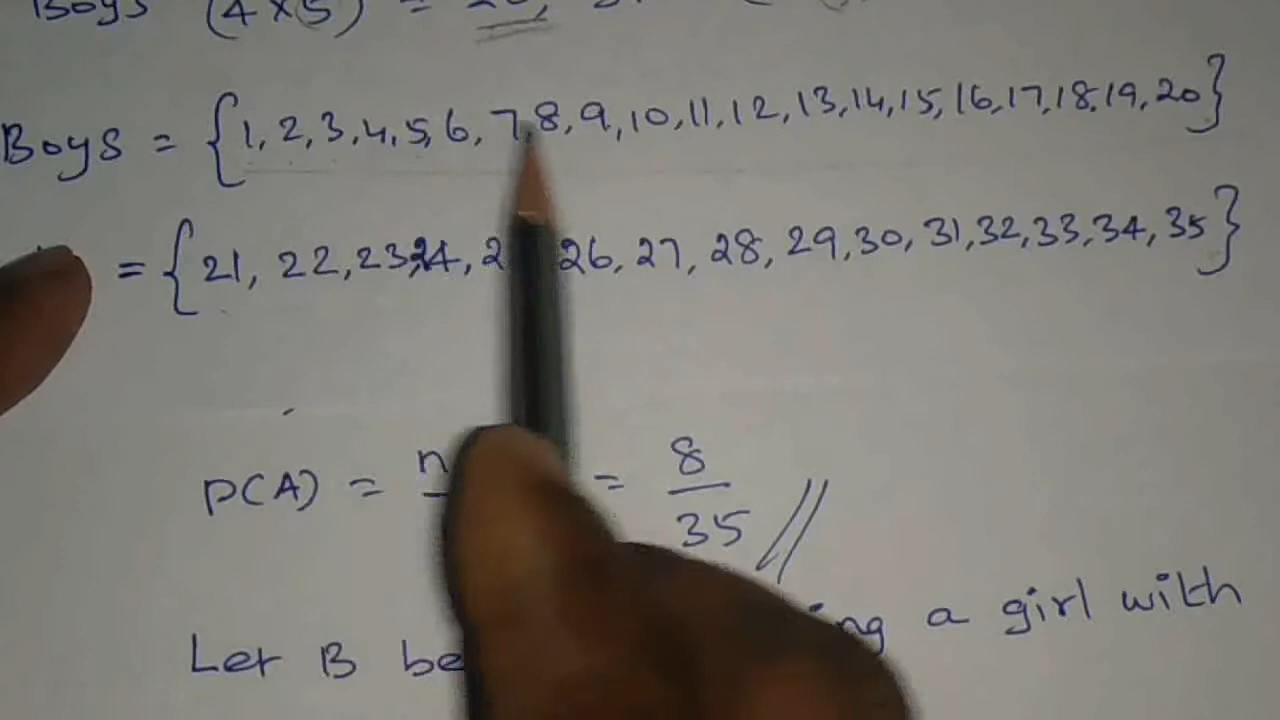 Boys (4×5) =
Boys = {1, 2, 3, 4, 5, 6, 7, 8, 9, 10, 11, 12, 13, 14, 15, 16, 17, 18, 19, 20}
= {21, 22, 23, 24, 26, 27, 28, 29, 30, 31, 32, 33, 34, 35}
P(A) = n = 8/35 //
Let B be a girl with